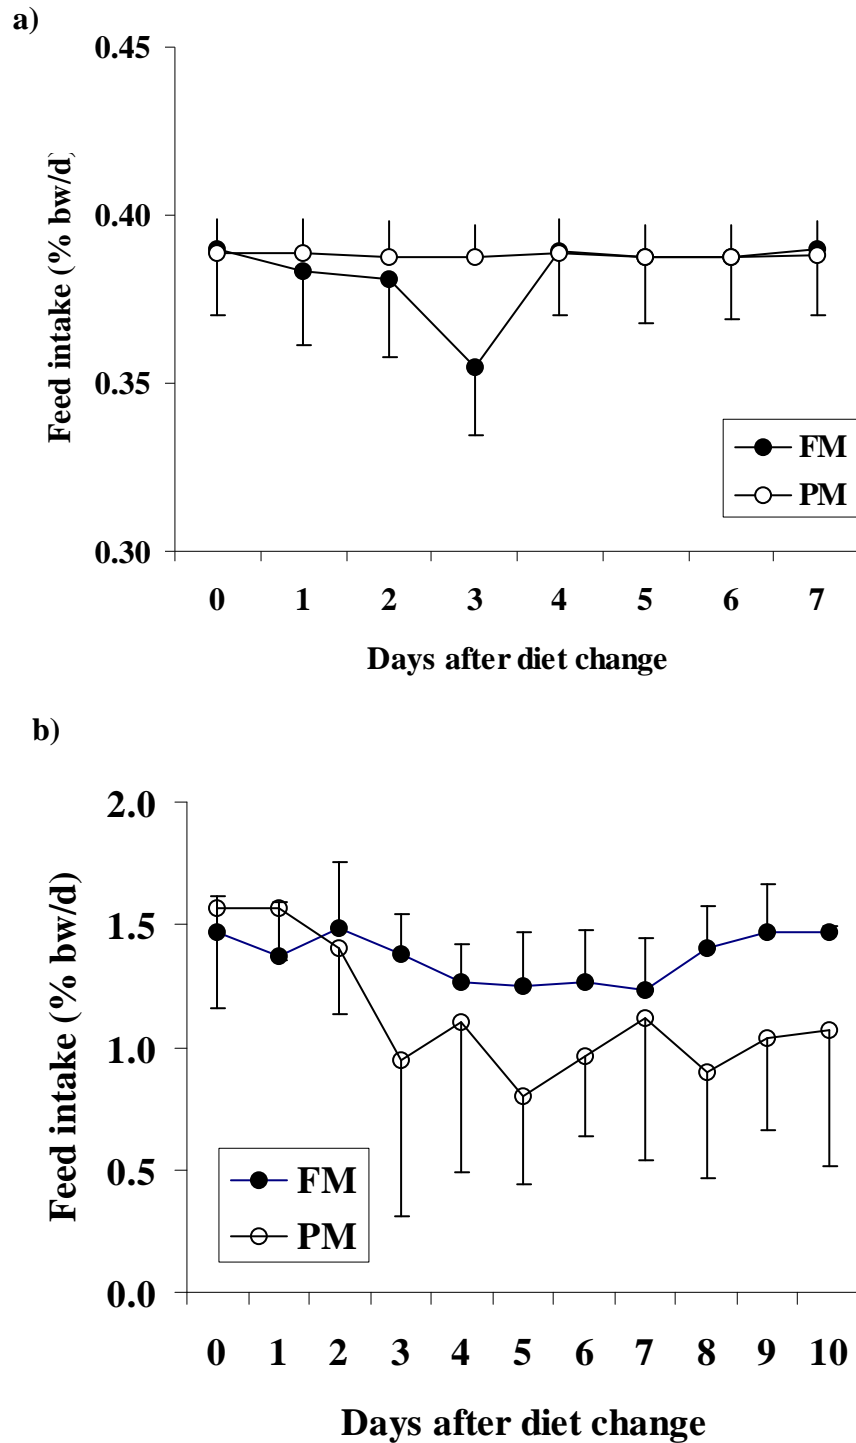 a)
0.45
0.40
0.35
0.30
Feed intake (% bw/d)
0 1 2 3 4 5 6 7
Days after diet change
FM
PM
b)
2.0
1.5
1.0
0.5
0.0
Feed intake (% bw/d)
FM
PM
0 1 2 3 4 5 6 7 8 9 10
Days after diet change